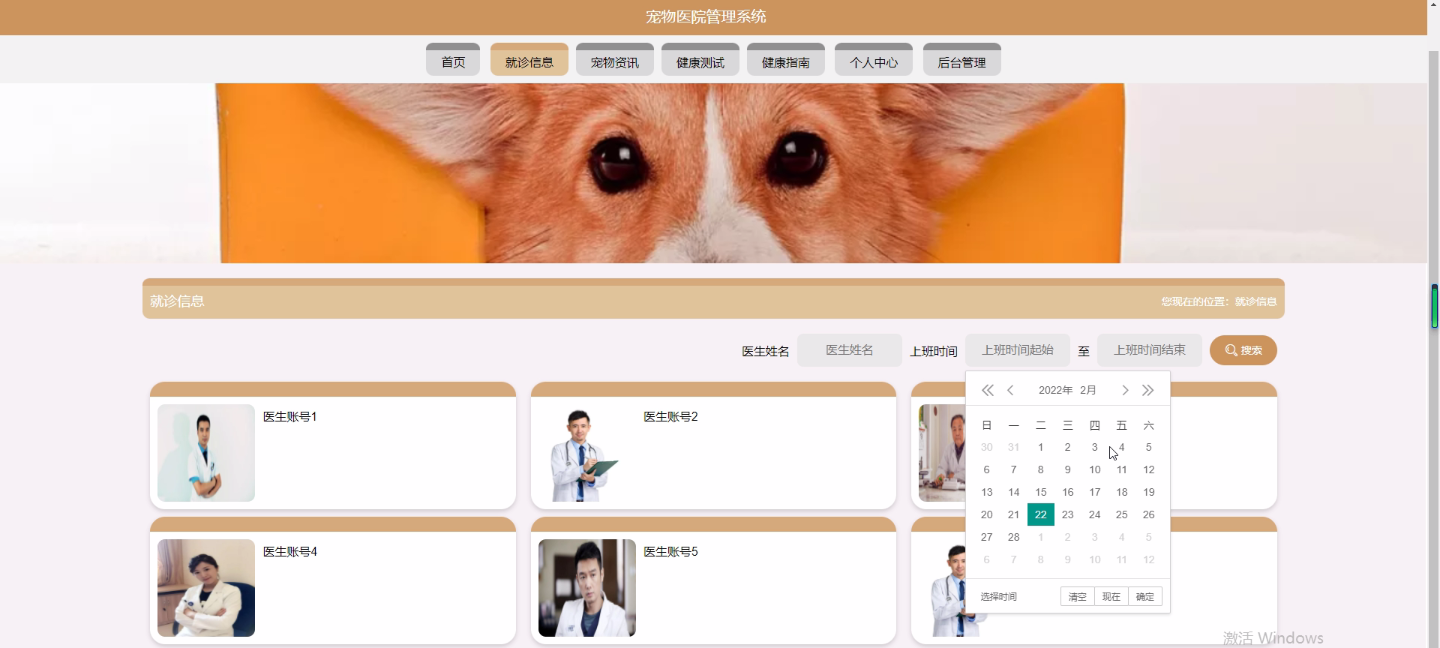 宠物医院管理系统
首页 就诊信息 宠物资讯 健康测试 健康指南 个人中心 后台管理
就诊信息 您现在的位置：就诊信息
医生姓名 医生姓名 上班时间 上班时间起始 至 上班时间结束 搜索
2022年 2月
日 一 二 三 四 五 六
30 31 1 2 3 4 5
6 7 8 9 10 11 12
13 14 15 16 17 18 19
20 21 22 23 24 25 26
27 28 1 2 3 4 5
6 7 8 9 10 11 12
选择时间 清空 现在 确定
医生账号1 医生账号2
医生账号4 医生账号5
激活 Windows